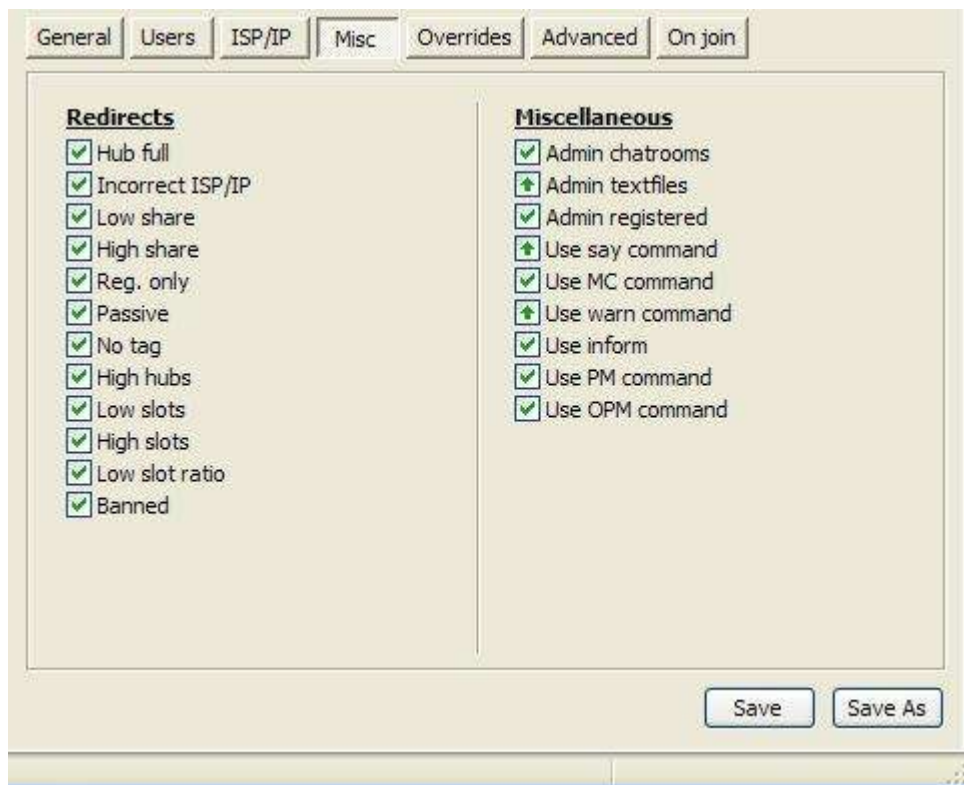 General Users ISP/IP Misc Overrides Advanced On join
Redirects
Hub full
Incorrect ISP/IP
Low share
High share
Reg. only
Passive
No tag
High hubs
Low slots
High slots
Low slot ratio
Banned
Miscellaneous
Admin chatrooms
Admin textfiles
Admin registered
Use say command
Use MC command
Use warn command
Use inform
Use PM command
Use OPM command
Save Save As